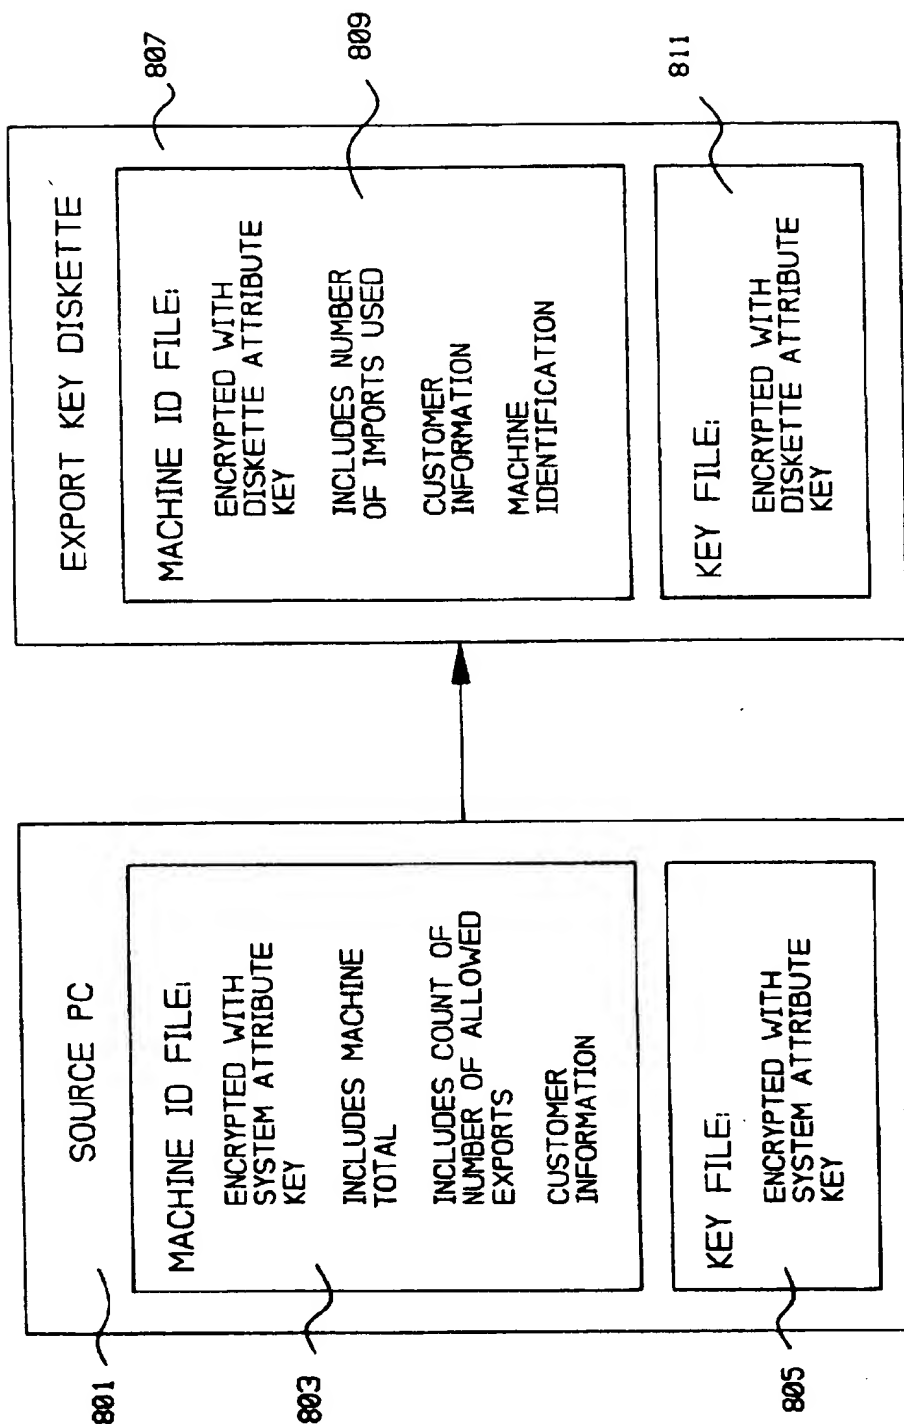 SOURCE PC
801
MACHINE ID FILE:
ENCRYPTED WITH
SYSTEM ATTRIBUTE
KEY
INCLUDES MACHINE
TOTAL
INCLUDES COUNT OF
NUMBER OF ALLOWED
EXPORTS
CUSTOMER
INFORMATION
803
KEY FILE:
ENCRYPTED WITH
SYSTEM ATTRIBUTE
KEY
805
EXPORT KEY DISKETTE
807
MACHINE ID FILE:
ENCRYPTED WITH
DISKETTE ATTRIBUTE
KEY
INCLUDES NUMBER
OF IMPORTS USED
CUSTOMER
INFORMATION
MACHINE
IDENTIFICATION
809
KEY FILE:
ENCRYPTED WITH
DISKETTE ATTRIBUTE
KEY
811